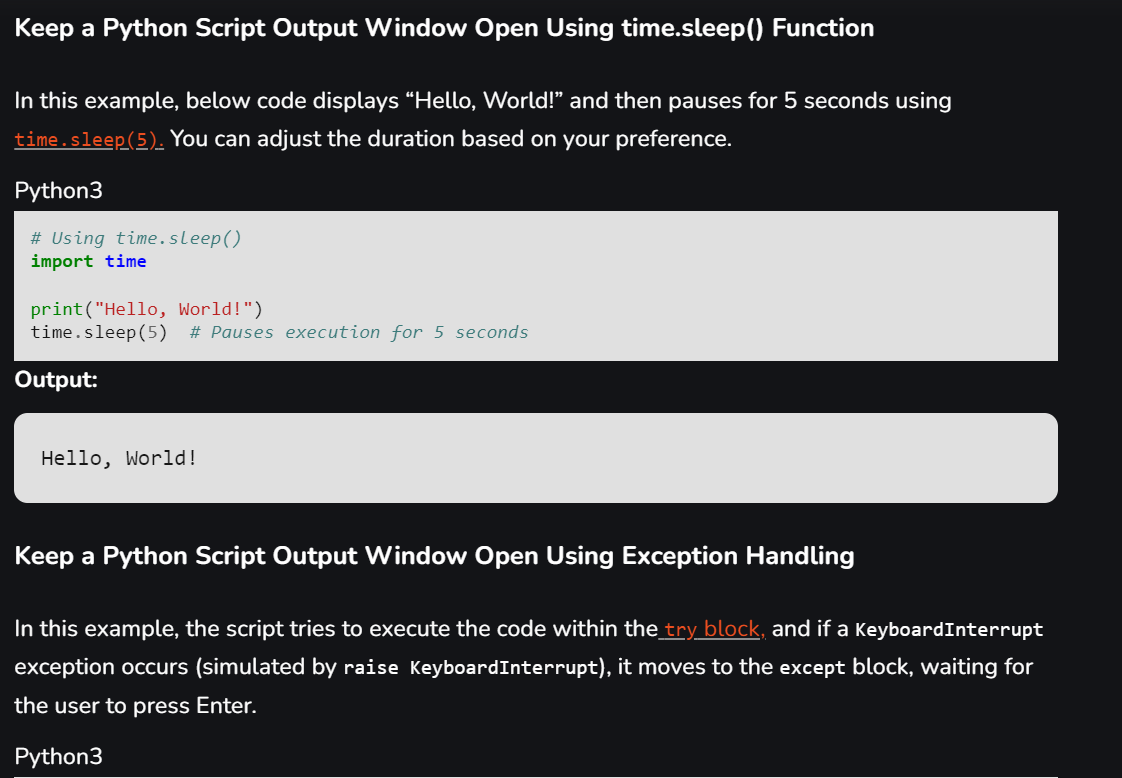 Keep a Python Script Output Window Open Using time.sleep() Function
In this example, below code displays “Hello, World!” and then pauses for 5 seconds using
time.sleep(5). You can adjust the duration based on your preference.
Python3
# Using time.sleep()
import time
print("Hello, World!")
time.sleep(5)  # Pauses execution for 5 seconds
Output:
Hello, World!
Keep a Python Script Output Window Open Using Exception Handling
In this example, the script tries to execute the code within the try block, and if a KeyboardInterrupt
exception occurs (simulated by raise KeyboardInterrupt), it moves to the except block, waiting for
the user to press Enter.
Python3